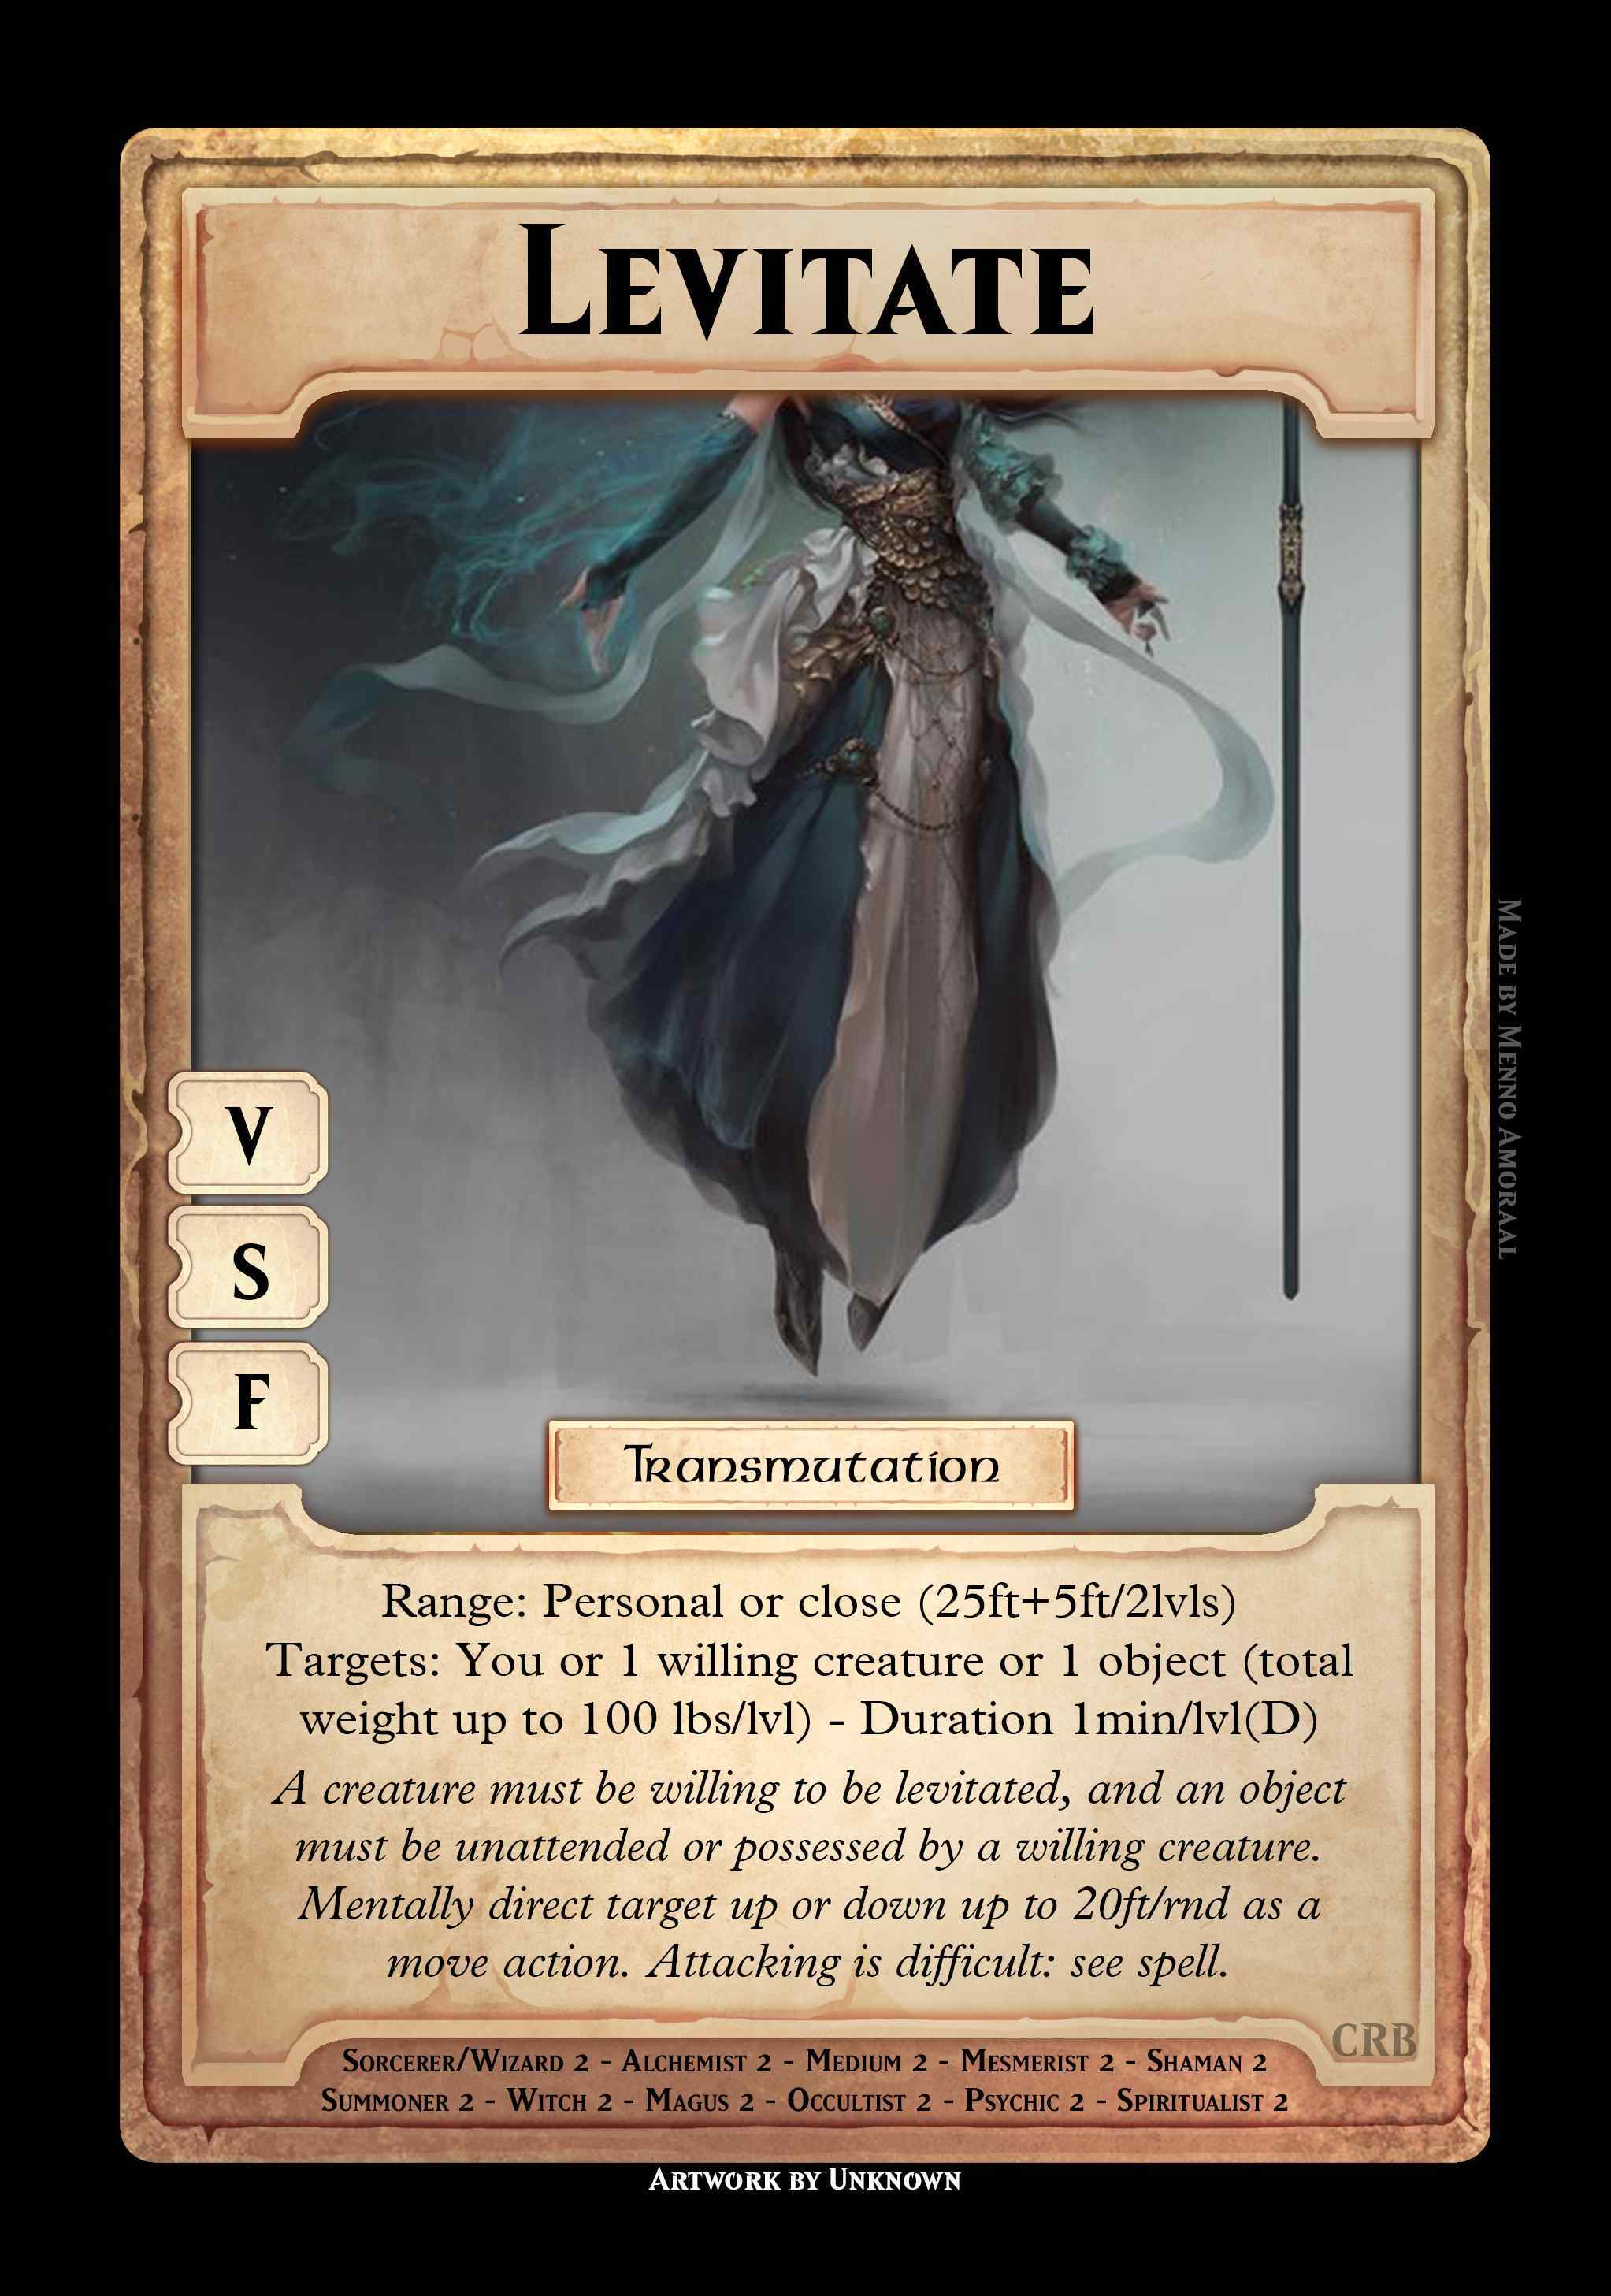 Levitate
V
S
F
Transmutation
Range: Personal or close (25ft+5ft/2lvls)
Targets: You or 1 willing creature or 1 object (total
weight up to 100 lbs/lvl) - Duration 1min/lvl(D)
A creature must be willing to be levitated, and an object
must be unattended or possessed by a willing creature.
Mentally direct target up or down up to 20ft/rnd as a
move action. Attacking is difficult: see spell.
CRB
Sorcerer/Wizard 2 - Alchemist 2 - Medium 2 - Mesmerist 2 - Shaman 2
Summoner 2 - Witch 2 - Magus 2 - Occultist 2 - Psychic 2 - Spiritualist 2
Artwork by Unknown
Made by Menno Amoraal